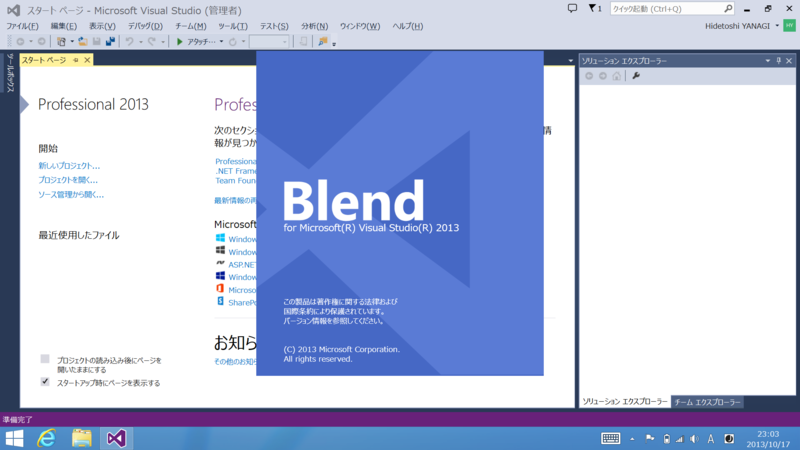 スタート ページ - Microsoft Visual Studio (管理者)
1
クイック起動 (Ctrl+Q)
ファイル(F) 編集(E) 表示(V) デバッグ(D) チーム(M) ツール(T) テスト(S) 分析(N) ウィンドウ(W) ヘルプ(H)
Hidetoshi YANAGI
HY
アタッチ...
ツールボックス
スタート ページ
Professional 2013
開始
新しいプロジェクト...
プロジェクトを開く...
ソース管理から開く...
最近使用したファイル
プロジェクトの読み込み後にページを
開いたままにする
スタートアップ時にページを表示する
Profes
次のセクシ
情
報が見つか
Professional
.NET Frame
Team Found
最新情報の
Microsoft
Window
Window
ASP.NET
Window
Microsof
SharePo
お知ら
その他のお知ら
Blend
for Microsoft(R) Visual Studio(R) 2013
この製品は著作権に関する法律および
国際条約により保護されています。
バージョン情報を参照してください。
(C) 2013 Microsoft Corporation.
All rights reserved.
ソリューション エクスプローラー
ソリューション エクスプローラー
チーム エクスプローラー
準備完了
A
23:03
2013/10/17